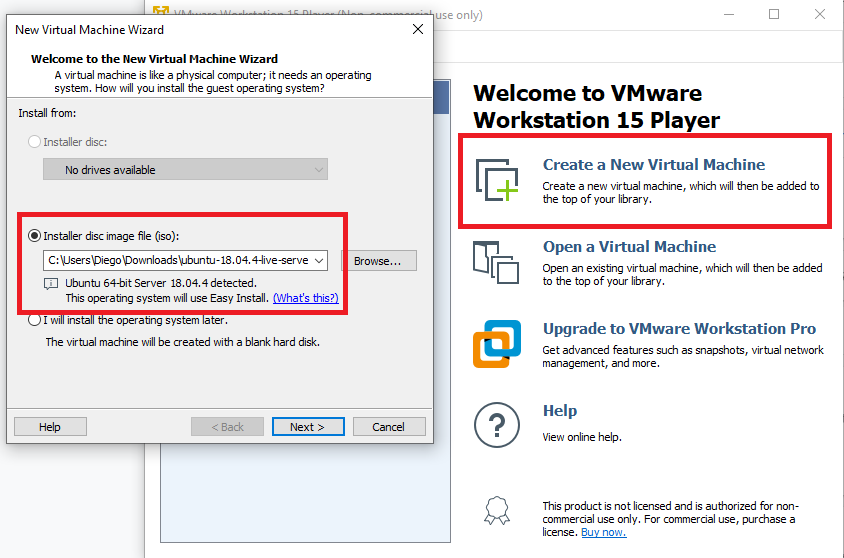 VMware Workstation 15 Player (Non-commercial use only)
New Virtual Machine Wizard
Welcome to the New Virtual Machine Wizard
A virtual machine is like a physical computer; it needs an operating
system. How will you install the guest operating system?
Install from:
Installer disc:
No drives available
Installer disc image file (iso):
C:\Users\Diego\Downloads\ubuntu-18.04.4-live-serve
Browse...
Ubuntu 64-bit Server 18.04.4 detected.
This operating system will use Easy Install. (What's this?)
I will install the operating system later.
The virtual machine will be created with a blank hard disk.
Help
< Back
Next >
Cancel
Welcome to VMware
Workstation 15 Player
Create a New Virtual Machine
Create a new virtual machine, which will then be added to
the top of your library.
Open a Virtual Machine
Open an existing virtual machine, which will then be added
to the top of your library.
Upgrade to VMware Workstation Pro
Get advanced features such as snapshots, virtual network
management, and more.
Help
View online help.
This product is not licensed and is authorized for non-
commercial use only. For commercial use, purchase a
license. Buy now.